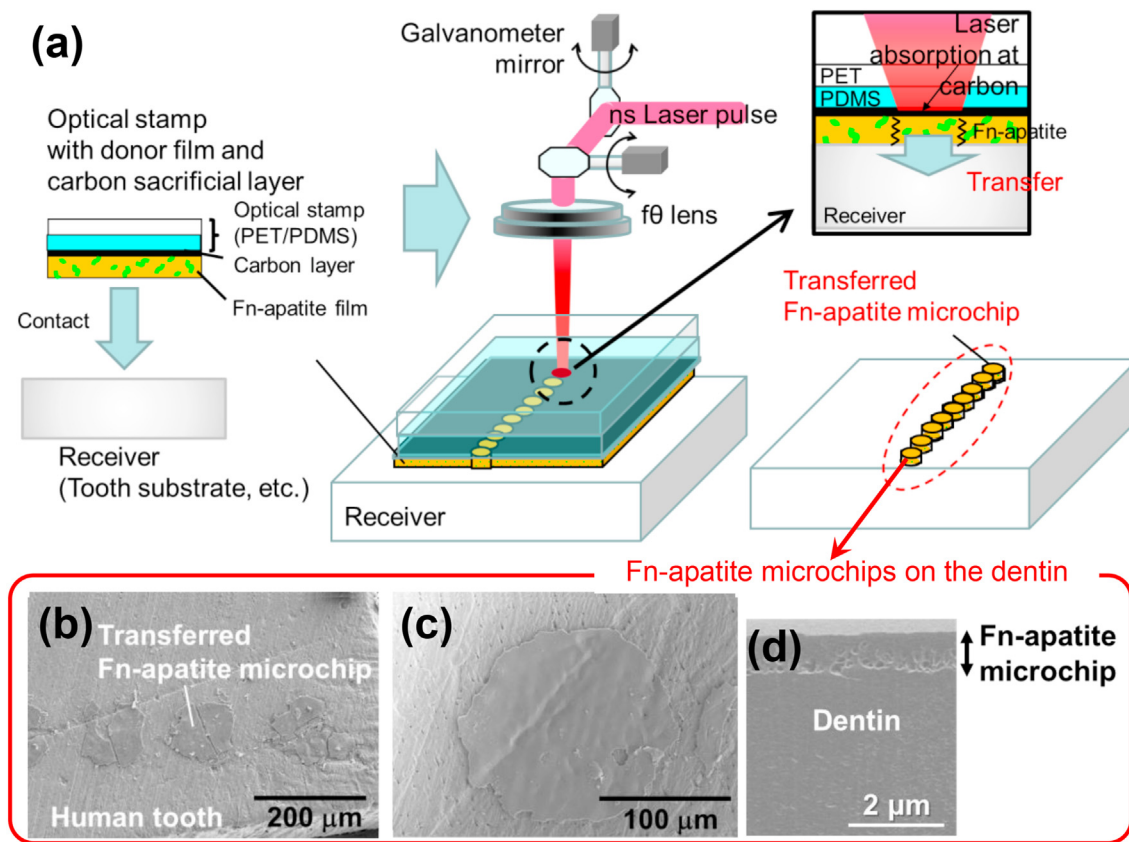 (a)
Optical stamp
with donor film and
carbon sacrificial layer
Optical stamp
(PET/PDMS)
Carbon layer
Fn-apatite film
Contact
Receiver
(Tooth substrate, etc.)
Galvanometer
mirror
ns Laser pulse
fθ lens
Receiver
Laser
absorption at
carbon
PET
PDMS
Fn-apatite
Transfer
Receiver
Transferred
Fn-apatite microchip
Fn-apatite microchips on the dentin
(b)
Transferred
Fn-apatite microchip
Human tooth
200 μm
(c)
100 μm
(d)
Fn-apatite
microchip
Dentin
2 μm